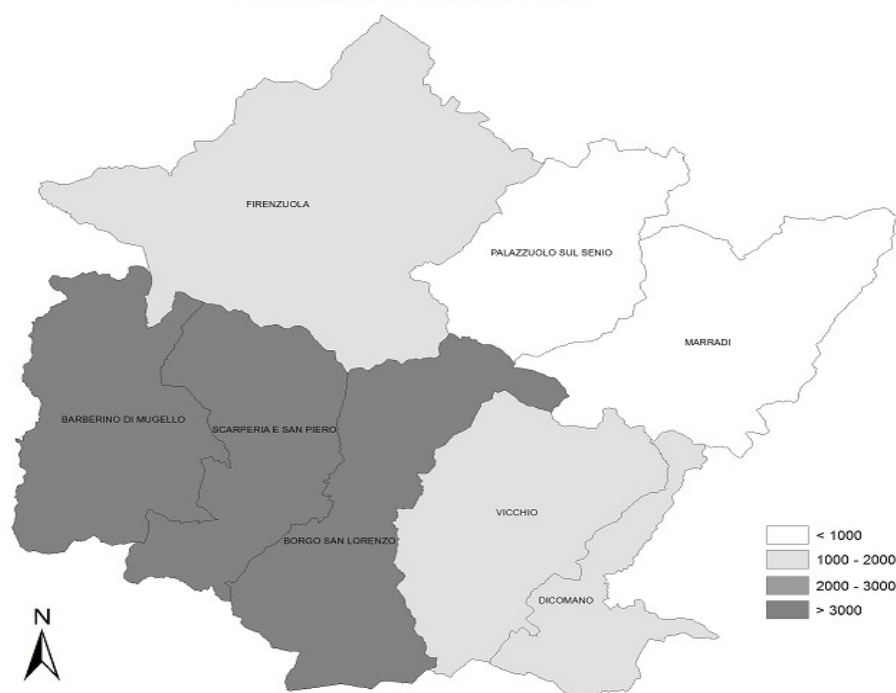 FIRENZUOLA
PALAZZUOLO SUL SENIO
MARRADI
BARBERINO DI MUGELLO
SCARPERIA E SAN PIERO
VICCHIO
BORGO SAN LORENZO
DICOMANO
< 1000
1000 - 2000
2000 - 3000
> 3000
N